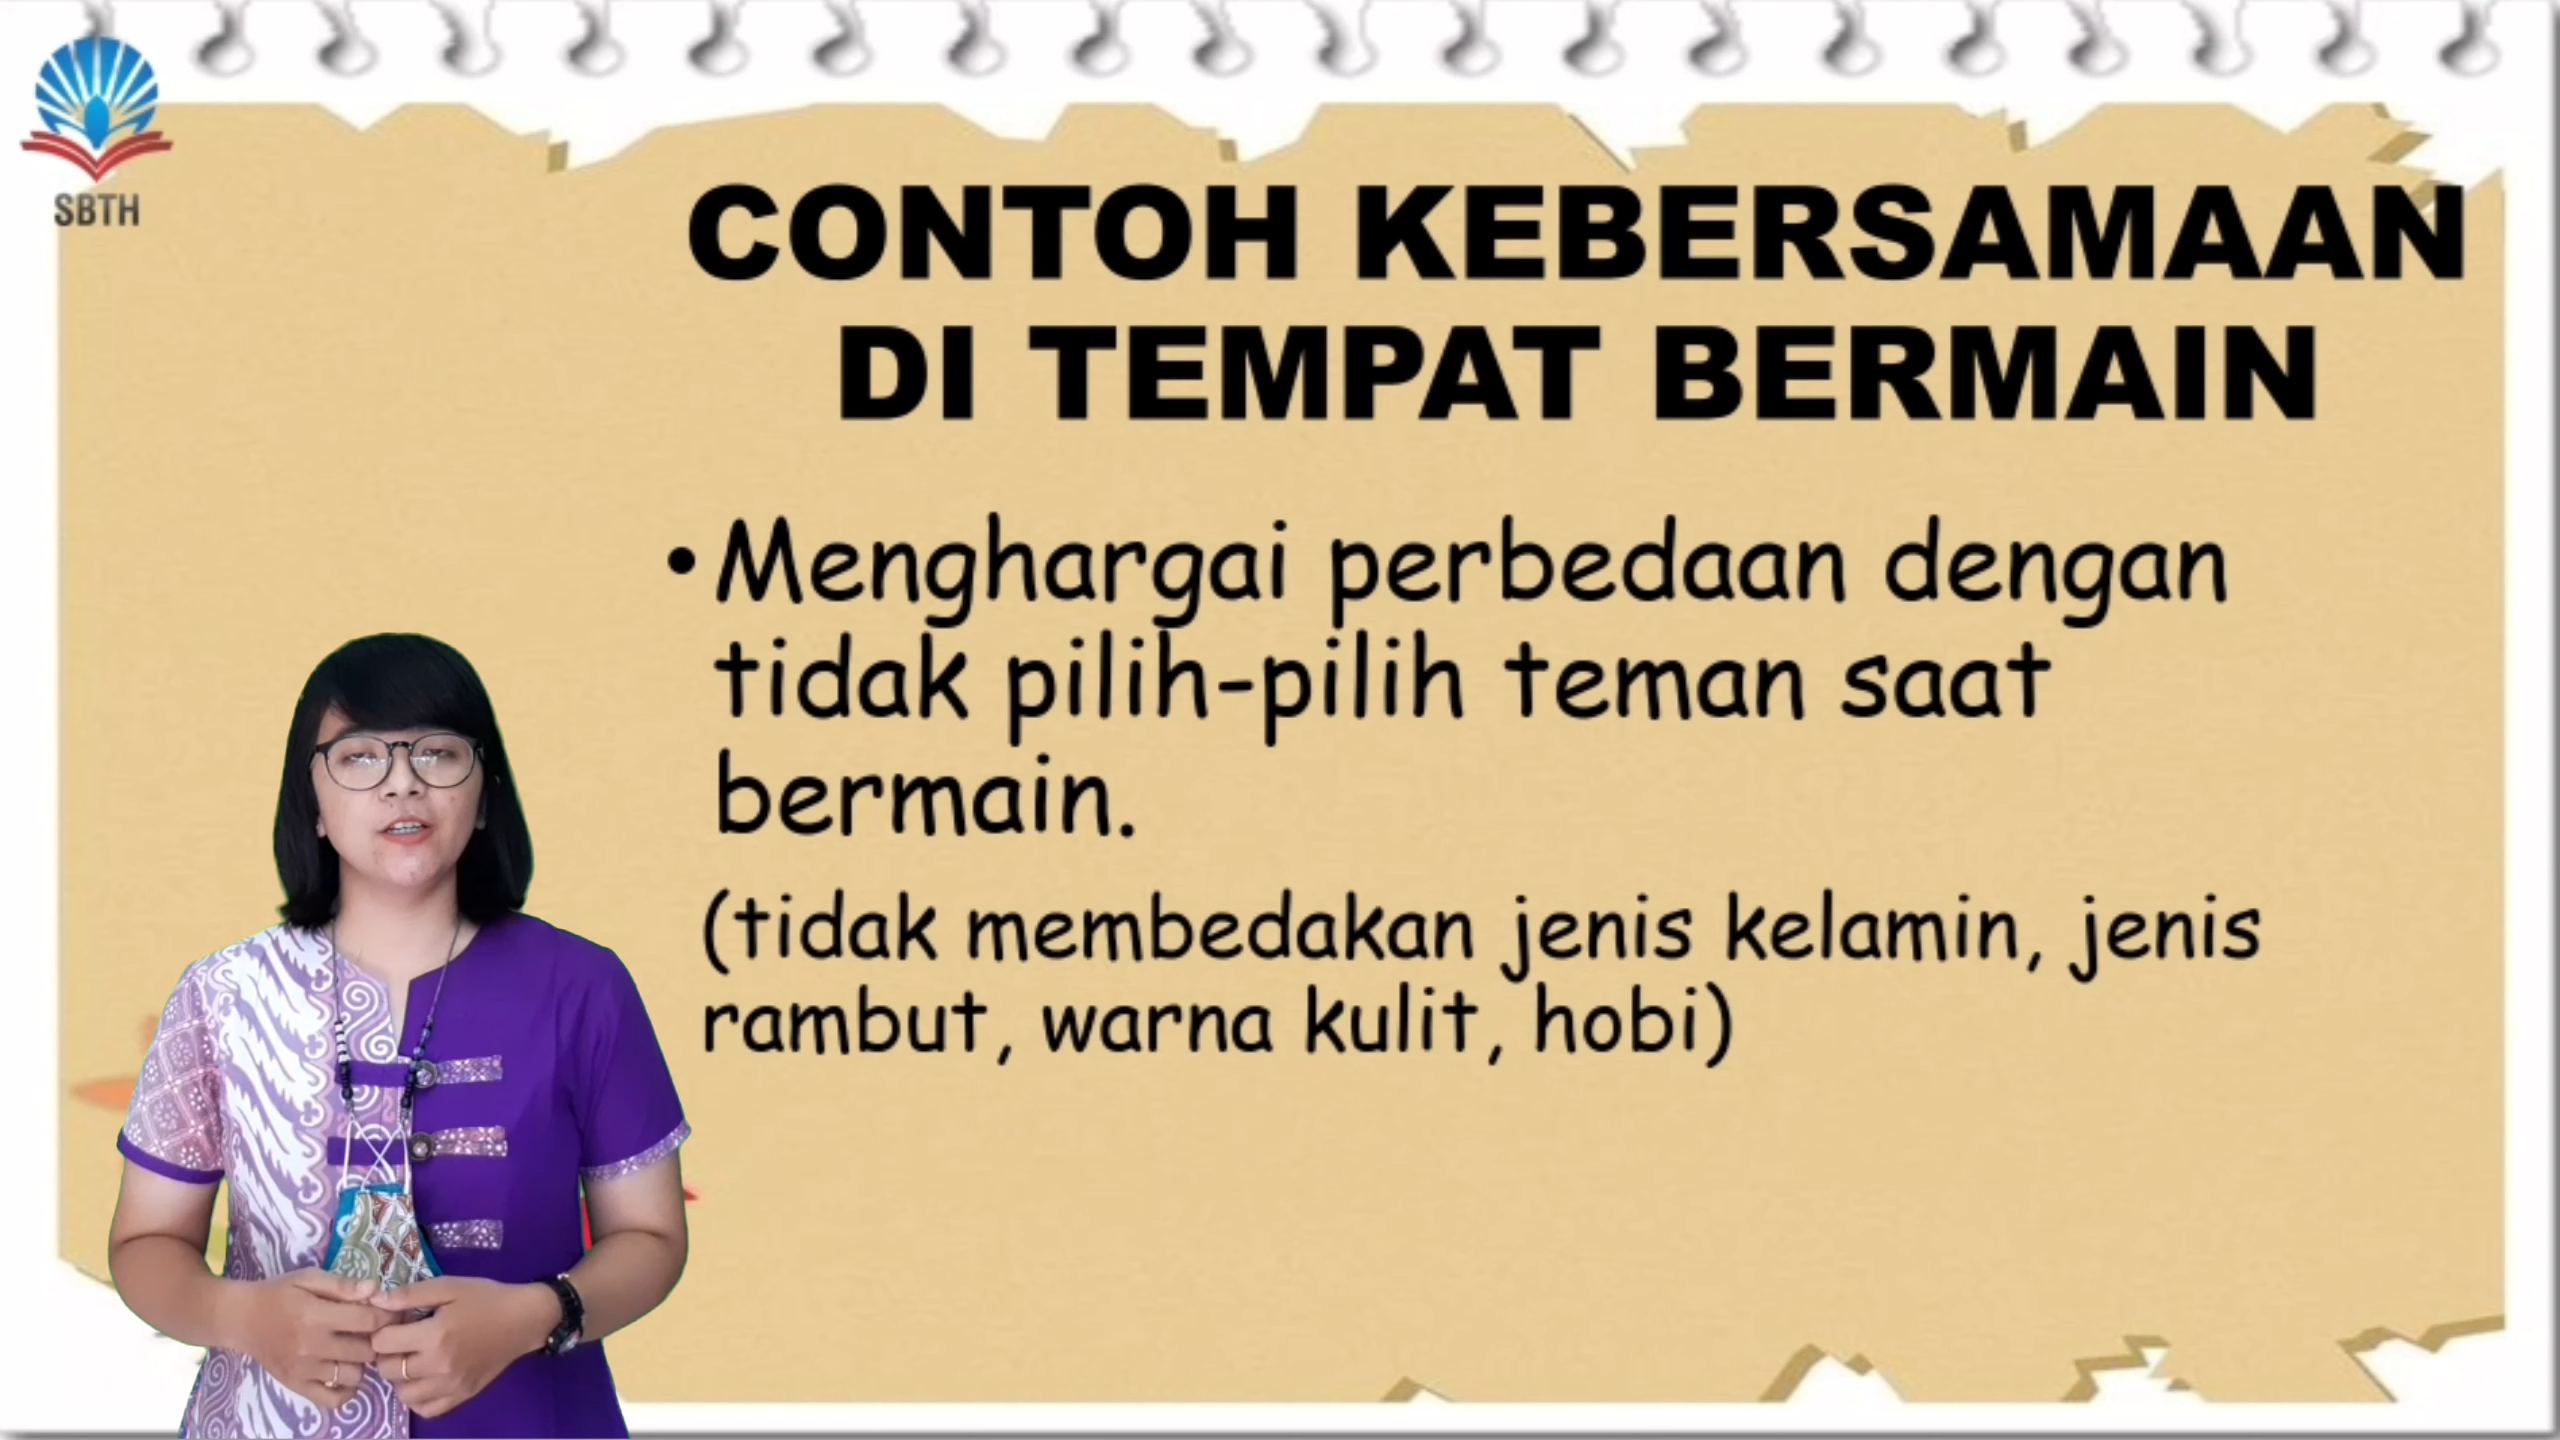 SBTH
CONTOH KEBERSAMAAN
DI TEMPAT BERMAIN
• Menghargai perbedaan dengan
tidak pilih-pilih teman saat
bermain.
(tidak membedakan jenis kelamin, jenis
rambut, warna kulit, hobi)